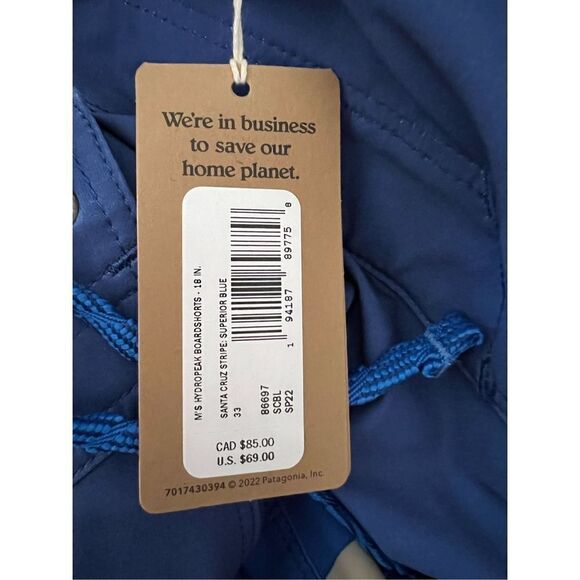 We're in business
to save our
home planet.
M'S HYDROPEAK BOARDSHORTS - 18 IN.
SANTA CRUZ STRIPE: SUPERIOR BLUE
33
86697
SCBL
SP22
1 94187 89775 8
CAD $85.00
U.S. $69.00
7017430394 © 2022 Patagonia, Inc.